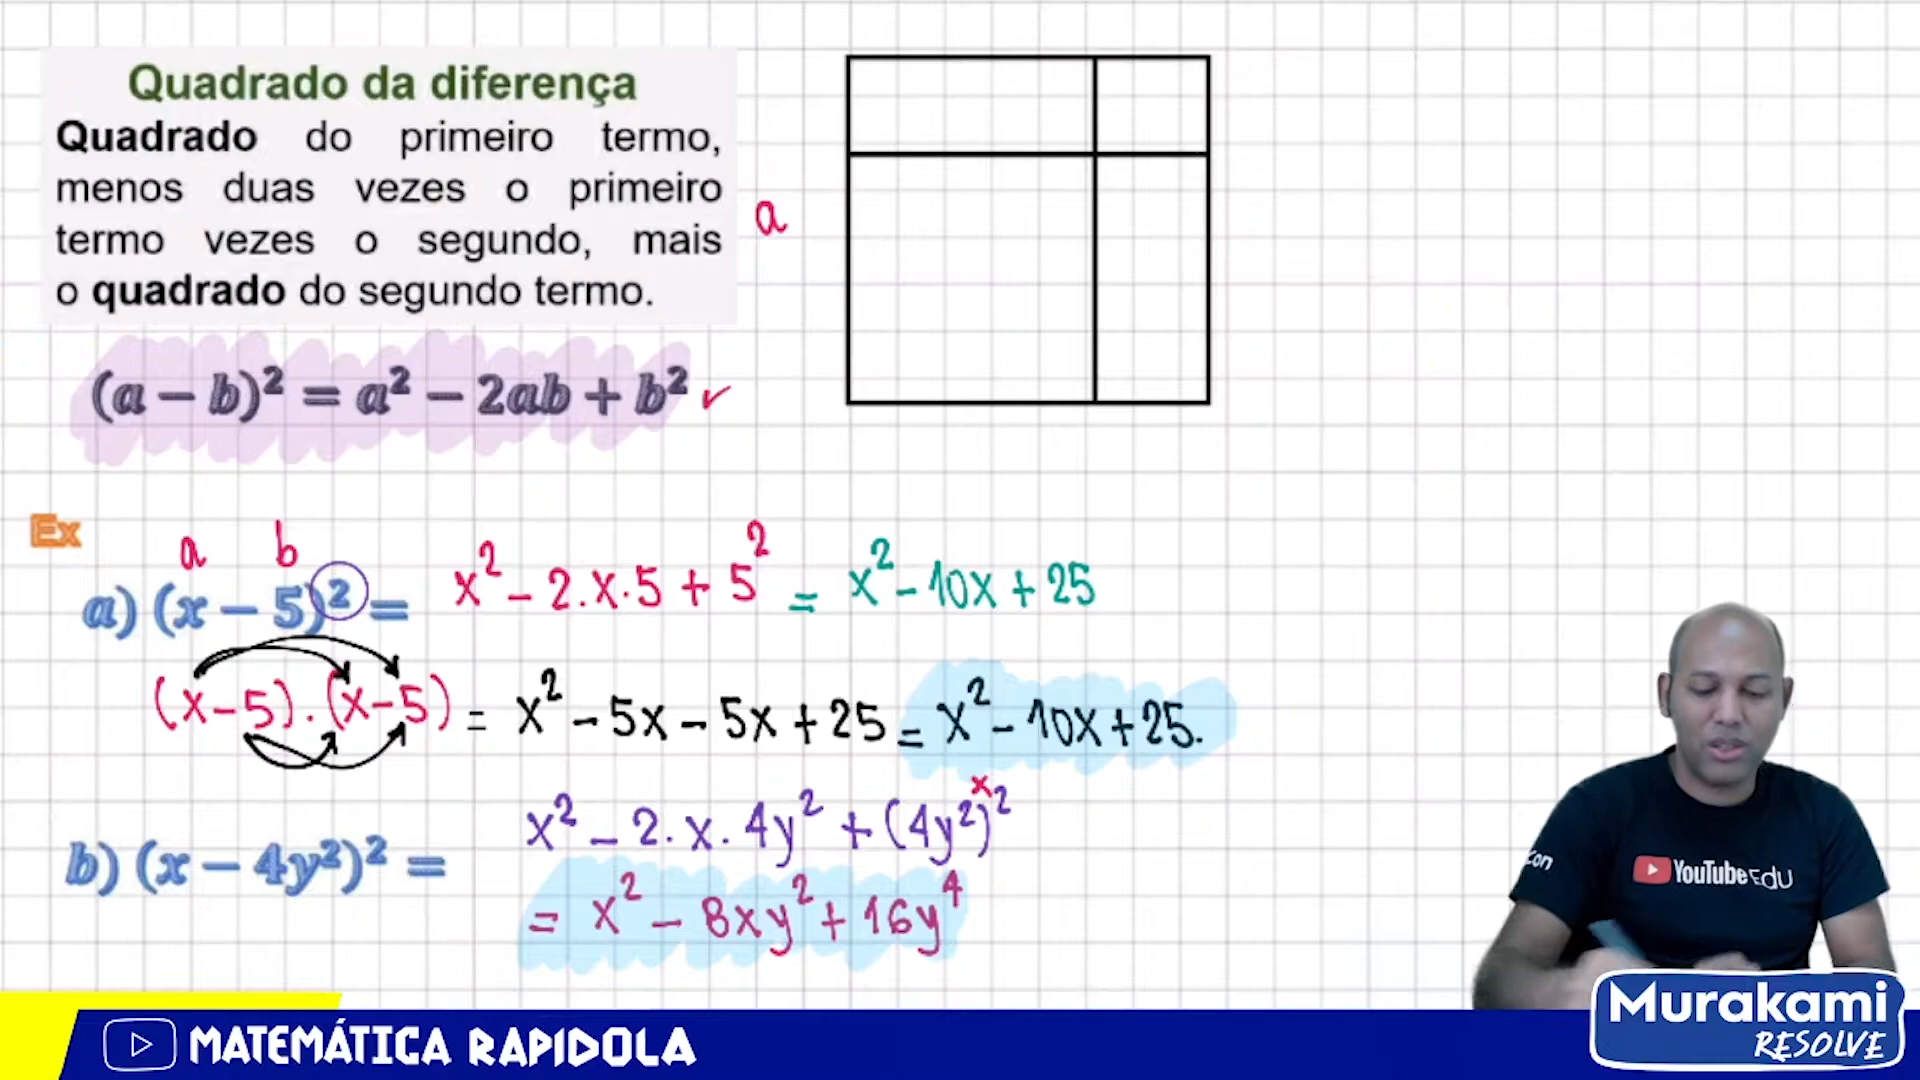 Quadrado da diferença
Quadrado do primeiro termo,
menos duas vezes o primeiro
termo vezes o segundo, mais
o quadrado do segundo termo.
a
(a − b)² = a² − 2ab + b² ✓
Ex
a b
a) (x − 5)² = x² − 2.x.5 + 5² = x² − 10x + 25
(x−5).(x−5) = x² − 5x − 5x + 25 = x² − 10x + 25.
x
x² − 2.x.4y² + (4y²)²
b) (x − 4y²)² =
= x² − 8xy² + 16y⁴
con
YouTube Edu
MATEMÁTICA RAPIDOLA
Murakami
RESOLVE